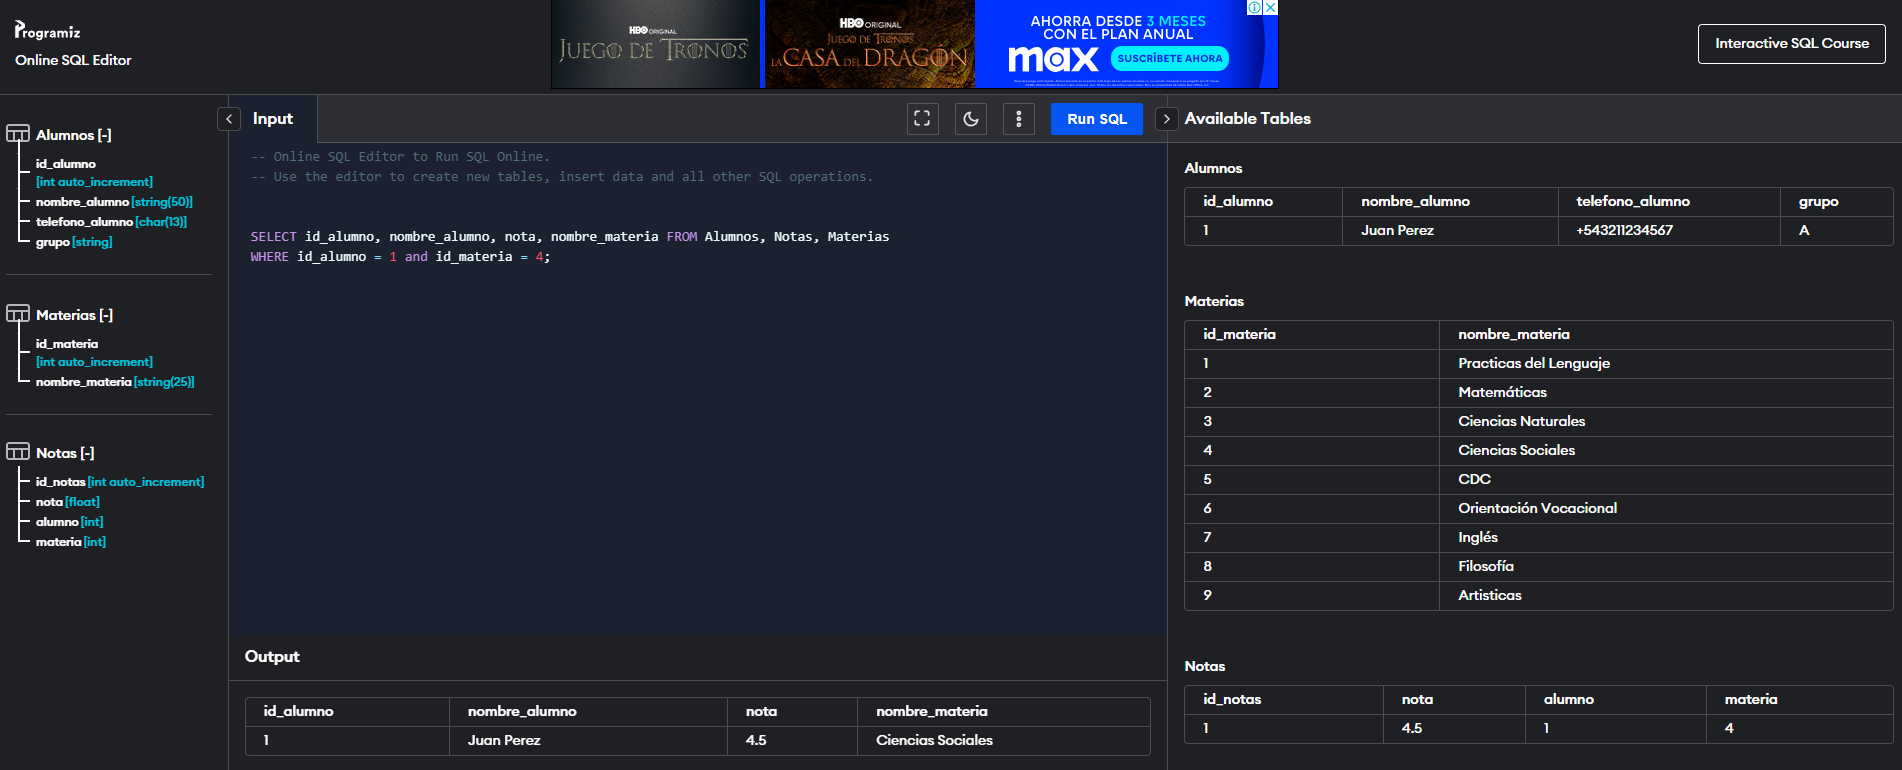 Programiz
Online SQL Editor
HBO ORIGINAL
JUEGO DE TRONOS
HBO ORIGINAL
JUEGO DE TRONOS
LA CASA DEL DRAGÓN
AHORRA DESDE 3 MESES
CON EL PLAN ANUAL
max
SUSCRÍBETE AHORA
Interactive SQL Course
Alumnos [-]
id_alumno
[int auto_increment]
nombre_alumno [string(50)]
telefono_alumno [char(13)]
grupo [string]
Materias [-]
id_materia
[int auto_increment]
nombre_materia [string(25)]
Notas [-]
id_notas [int auto_increment]
nota [float]
alumno [int]
materia [int]
Input
Run SQL
-- Online SQL Editor to Run SQL Online.
-- Use the editor to create new tables, insert data and all other SQL operations.
SELECT id_alumno, nombre_alumno, nota, nombre_materia FROM Alumnos, Notas, Materias
WHERE id_alumno = 1 and id_materia = 4;
Output
id_alumno nombre_alumno nota nombre_materia
1 Juan Perez 4.5 Ciencias Sociales
Available Tables
Alumnos
id_alumno nombre_alumno telefono_alumno grupo
1 Juan Perez +543211234567 A
Materias
id_materia nombre_materia
1 Practicas del Lenguaje
2 Matemáticas
3 Ciencias Naturales
4 Ciencias Sociales
5 CDC
6 Orientación Vocacional
7 Inglés
8 Filosofía
9 Artisticas
Notas
id_notas nota alumno materia
1 4.5 1 4